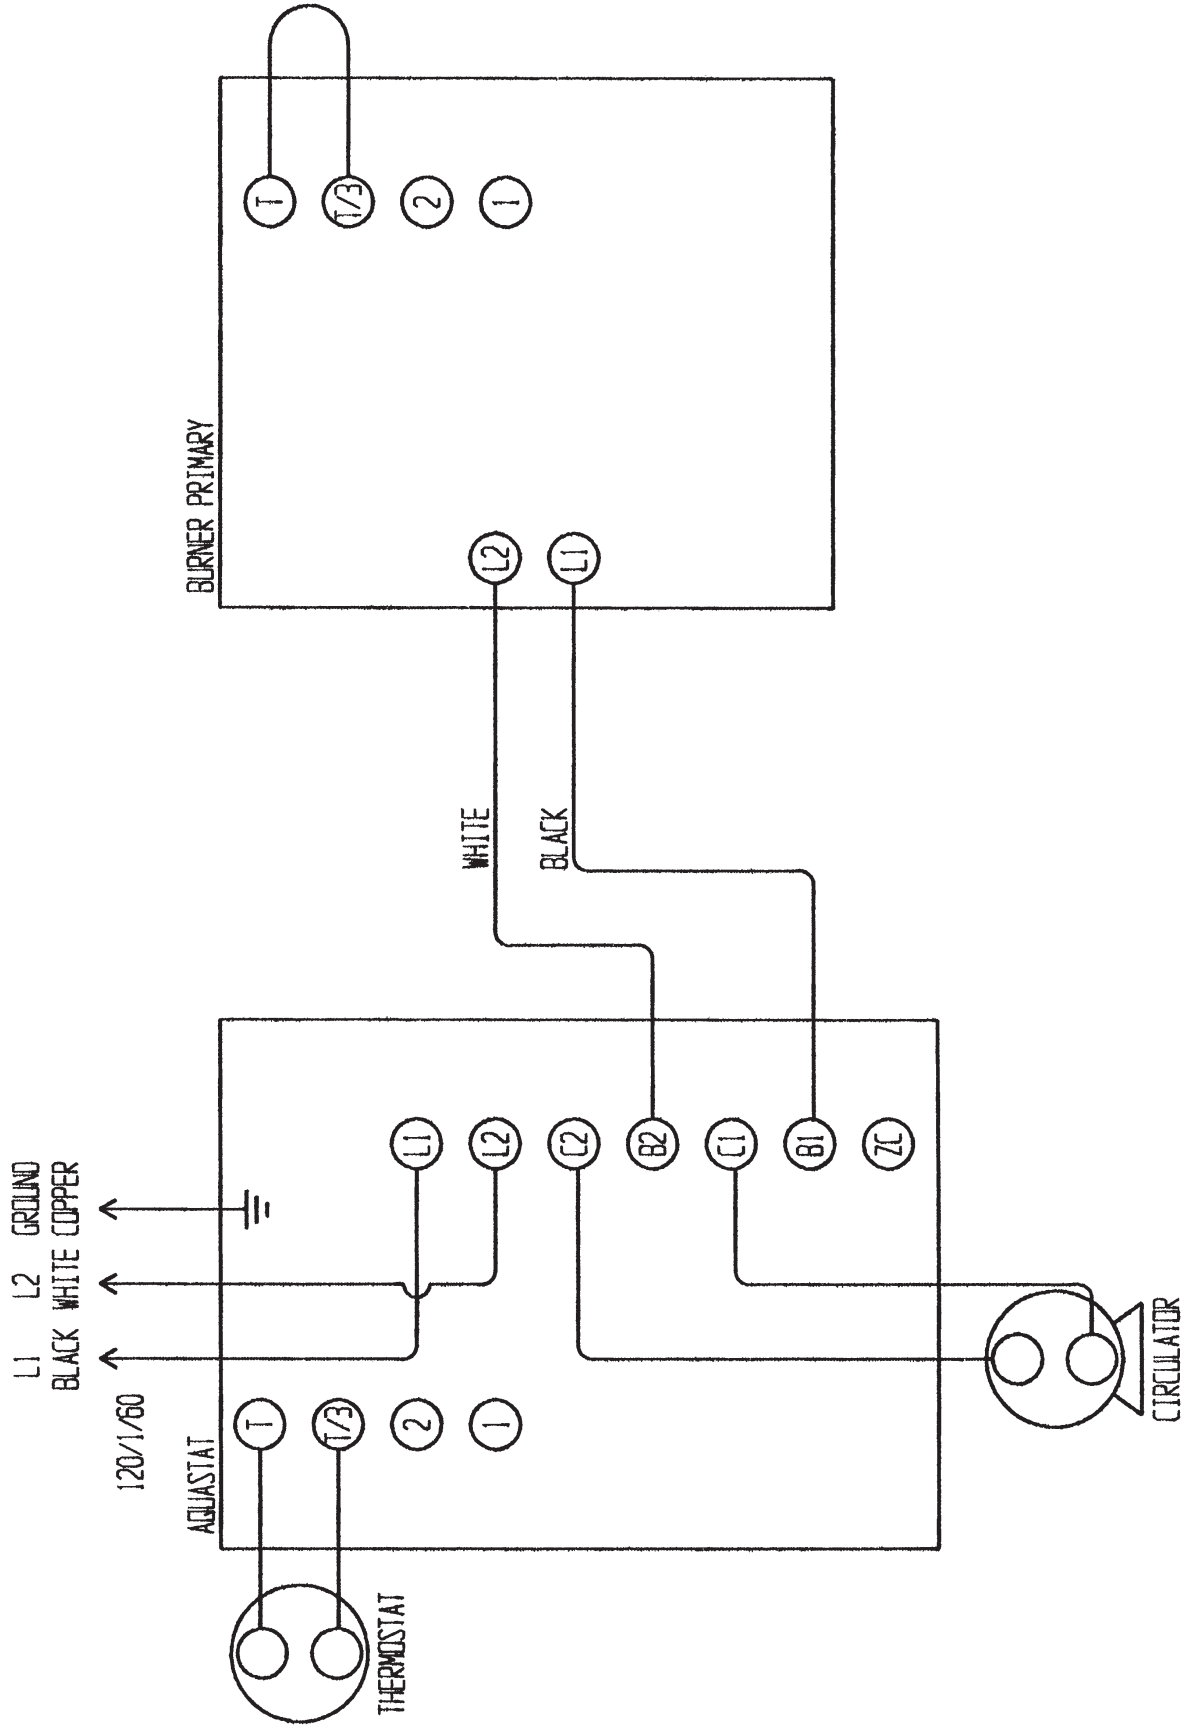 L1 L2 GROUND
BLACK WHITE COPPER
120/1/60
AQUASTAT
BURNER PRIMARY
T
T/3
2
1
T
T/3
2
1
THERMOSTAT
L1
L2
C2
B2
C1
B1
ZC
WHITE
BLACK
L2
L1
CIRCULATOR